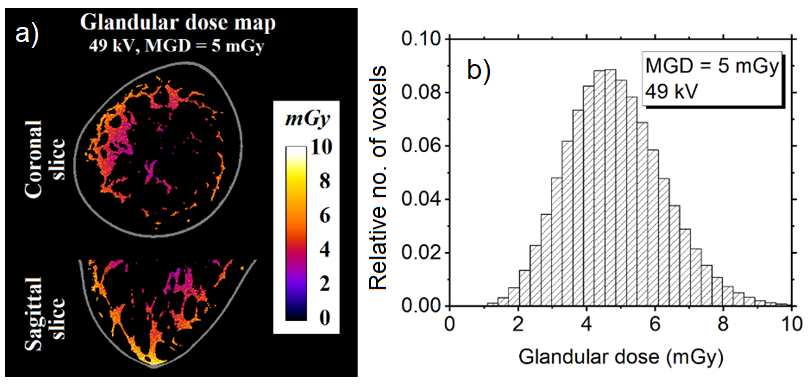 a)
Glandular dose map
49 kV, MGD = 5 mGy
Coronal
slice
Sagittal
slice
mGy
10
8
6
4
2
0
b)
MGD = 5 mGy
49 kV
Relative no. of voxels
0.10
0.08
0.06
0.04
0.02
0.00
0 2 4 6 8 10
Glandular dose (mGy)